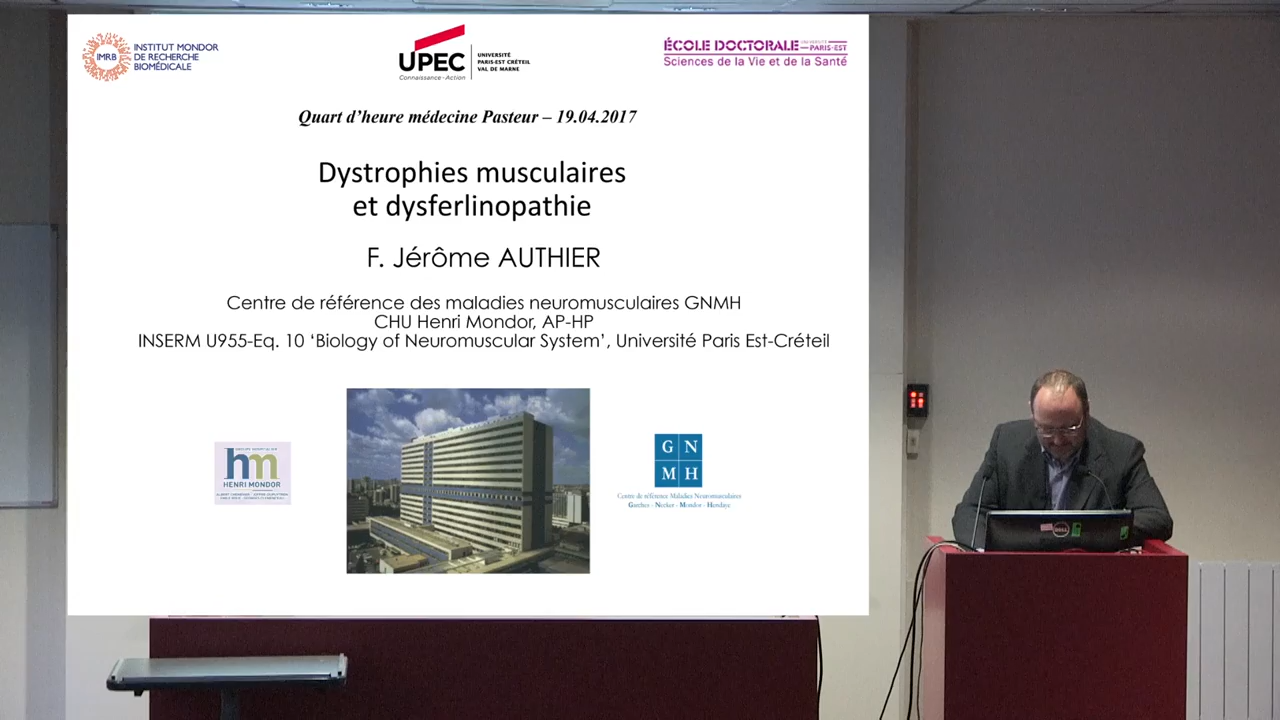 IMRB
INSTITUT MONDOR
DE RECHERCHE
BIOMÉDICALE
UPEC
Connaissance - Action
UNIVERSITÉ
PARIS-EST CRÉTEIL
VAL DE MARNE
ÉCOLE DOCTORALE UNIVERSITÉ PARIS-EST
Sciences de la Vie et de la Santé
Quart d’heure médecine Pasteur – 19.04.2017
Dystrophies musculaires
et dysferlinopathie
F. Jérôme AUTHIER
Centre de référence des maladies neuromusculaires GNMH
CHU Henri Mondor, AP-HP
INSERM U955-Eq. 10 ‘Biology of Neuromuscular System’, Université Paris Est-Créteil
hm
HENRI MONDOR
G N
M H
Centre de référence Maladies Neuromusculaires
Garches - Necker - Mondor - Hendaye
DELL